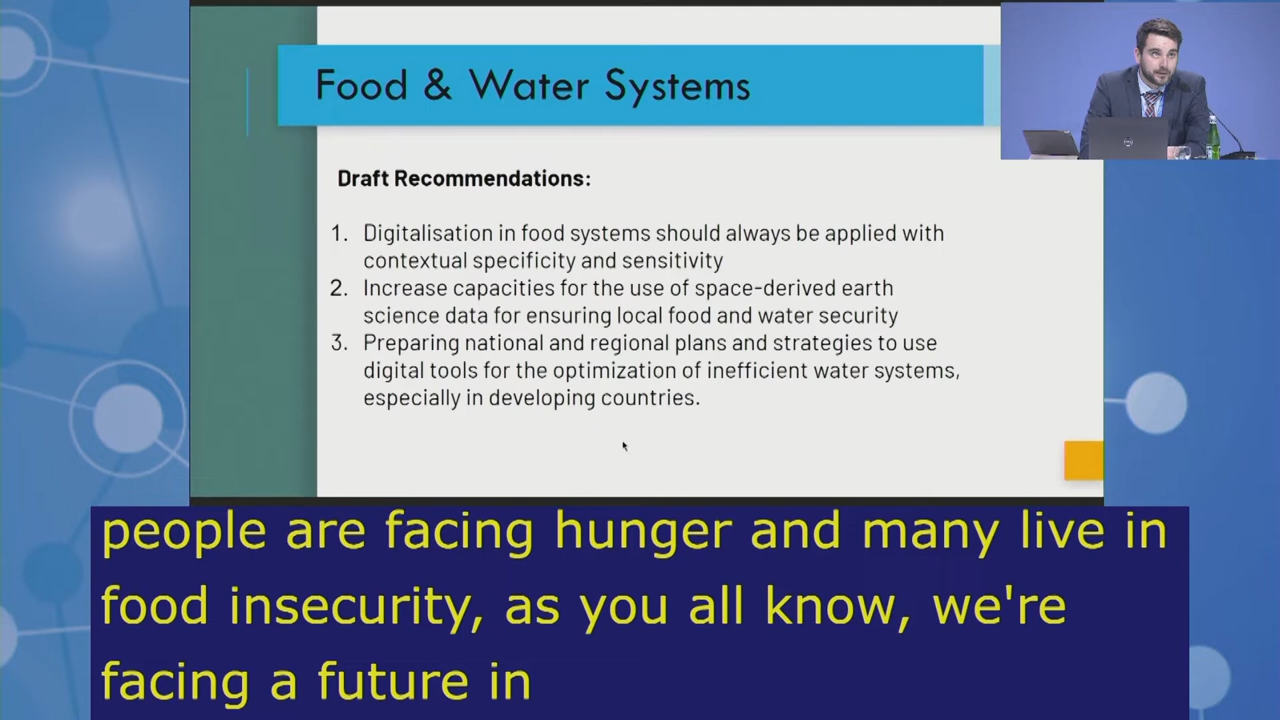 Food & Water Systems
Draft Recommendations:
1. Digitalisation in food systems should always be applied with
contextual specificity and sensitivity
2. Increase capacities for the use of space-derived earth
science data for ensuring local food and water security
3. Preparing national and regional plans and strategies to use
digital tools for the optimization of inefficient water systems,
especially in developing countries.
people are facing hunger and many live in
food insecurity, as you all know, we're
facing a future in